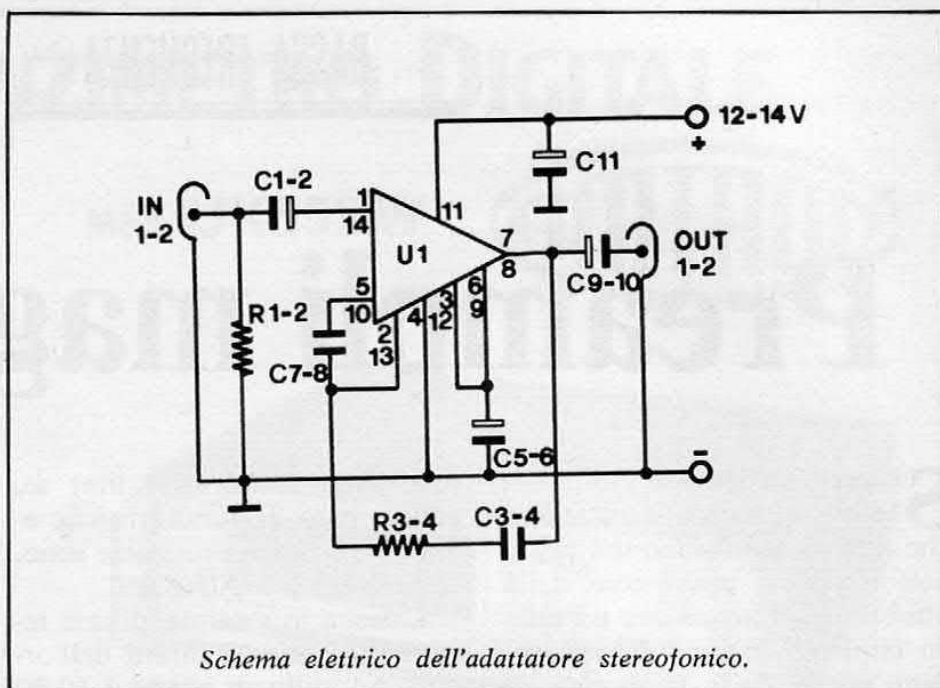 12-14 V
+
C11
C1-2
IN
1-2
1
14
11
U1
7
8
OUT
1-2
C9-10
5
10
R1-2
C7-8
2
13
4
3
12
6
9
C5-6
-
R3-4
C3-4
Schema elettrico dell'adattatore stereofonico.